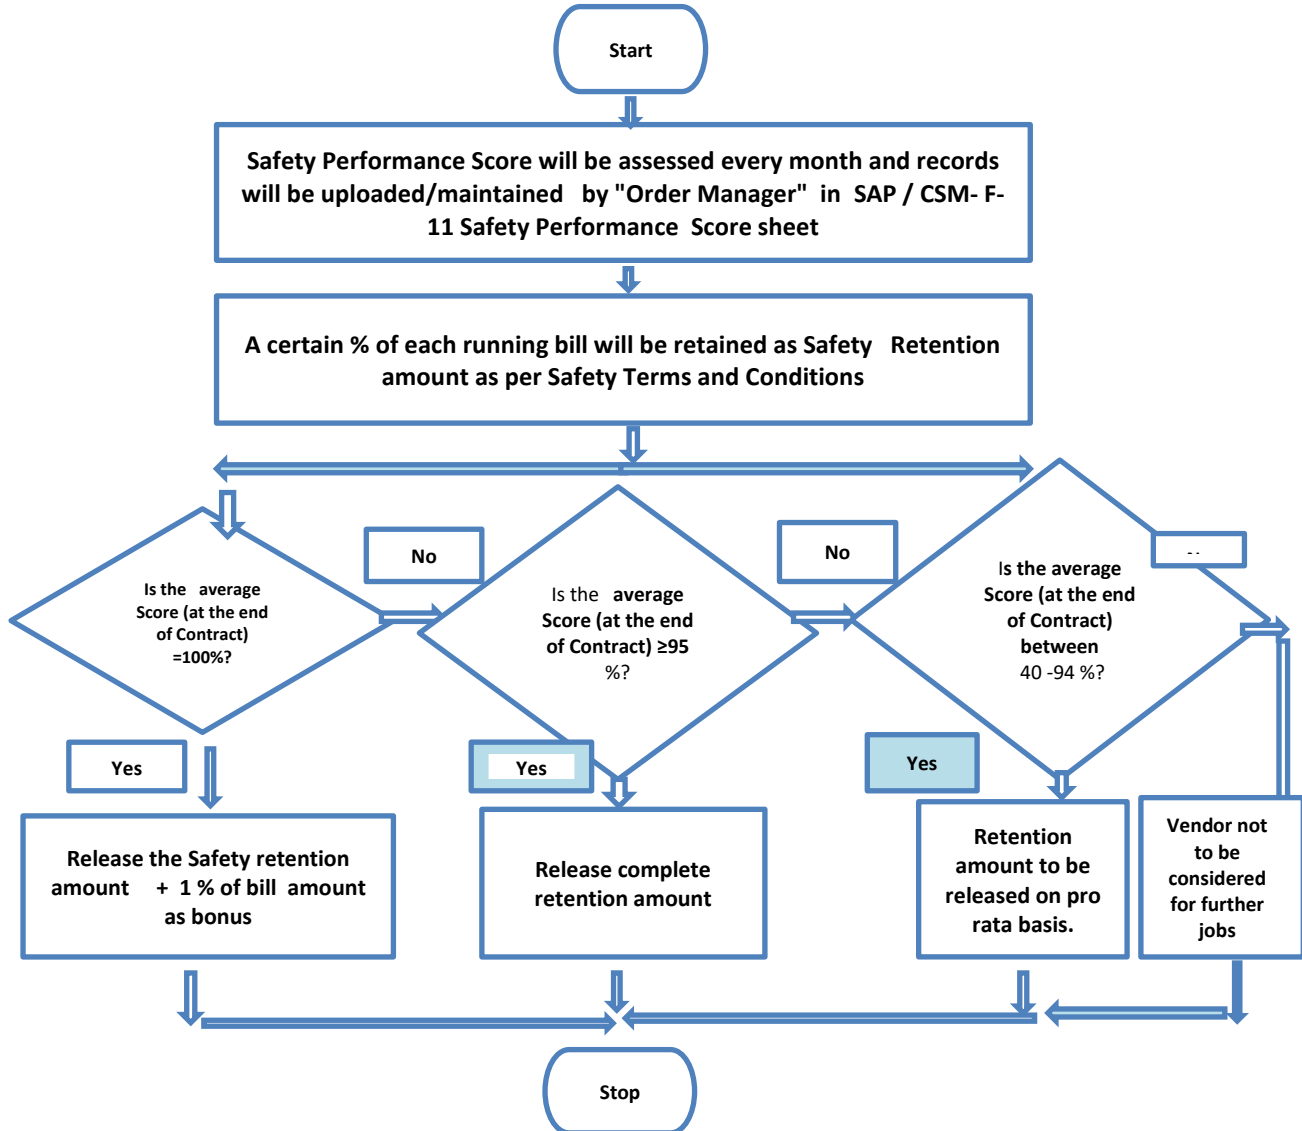 Start
Safety Performance Score will be assessed every month and records
will be uploaded/maintained by "Order Manager" in SAP / CSM- F-
11 Safety Performance Score sheet
A certain % of each running bill will be retained as Safety Retention
amount as per Safety Terms and Conditions
Is the average
Score (at the end
of Contract)
=100%?
No
Is the average
Score (at the end
of Contract) ≥95
%?
No
Is the average
Score (at the end
of Contract)
between
40 -94 %?
Yes
Yes
Yes
Release the Safety retention
amount + 1 % of bill amount
as bonus
Release complete
retention amount
Retention
amount to be
released on pro
rata basis.
Vendor not
to be
considered
for further
jobs
Stop